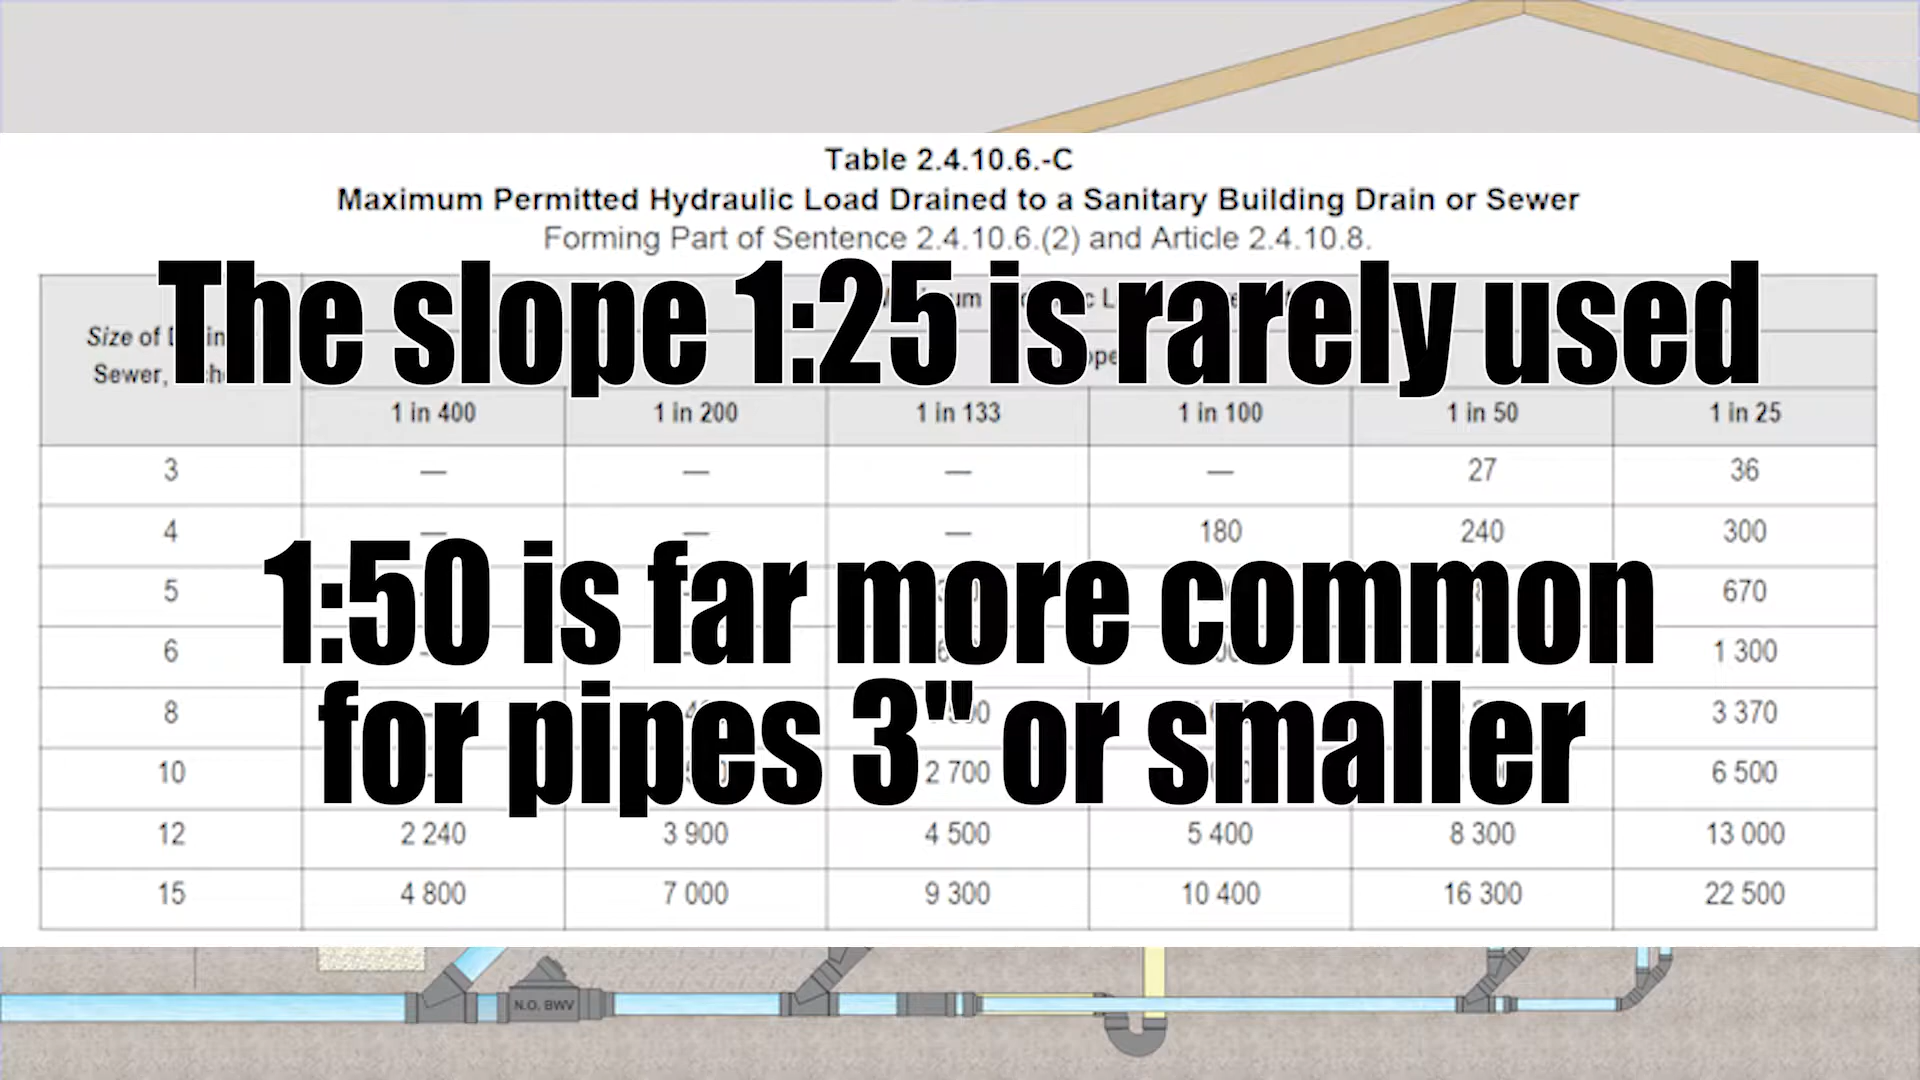 Table 2.4.10.6.-C
Maximum Permitted Hydraulic Load Drained to a Sanitary Building Drain or Sewer
Forming Part of Sentence 2.4.10.6.(2) and Article 2.4.10.8.
The slope 1:25 is rarely used
Size of
Sewer,
1 in 400 1 in 200 1 in 133 1 in 100 1 in 50 1 in 25
3 — — — — 27 36
4 — — — 180 240 300
1:50 is far more common
5 670
6 1 300
for pipes 3" or smaller
8 3 370
10 2 700 6 500
12 2 240 3 900 4 500 5 400 8 300 13 000
15 4 800 7 000 9 300 10 400 16 300 22 500
N.O. BWV